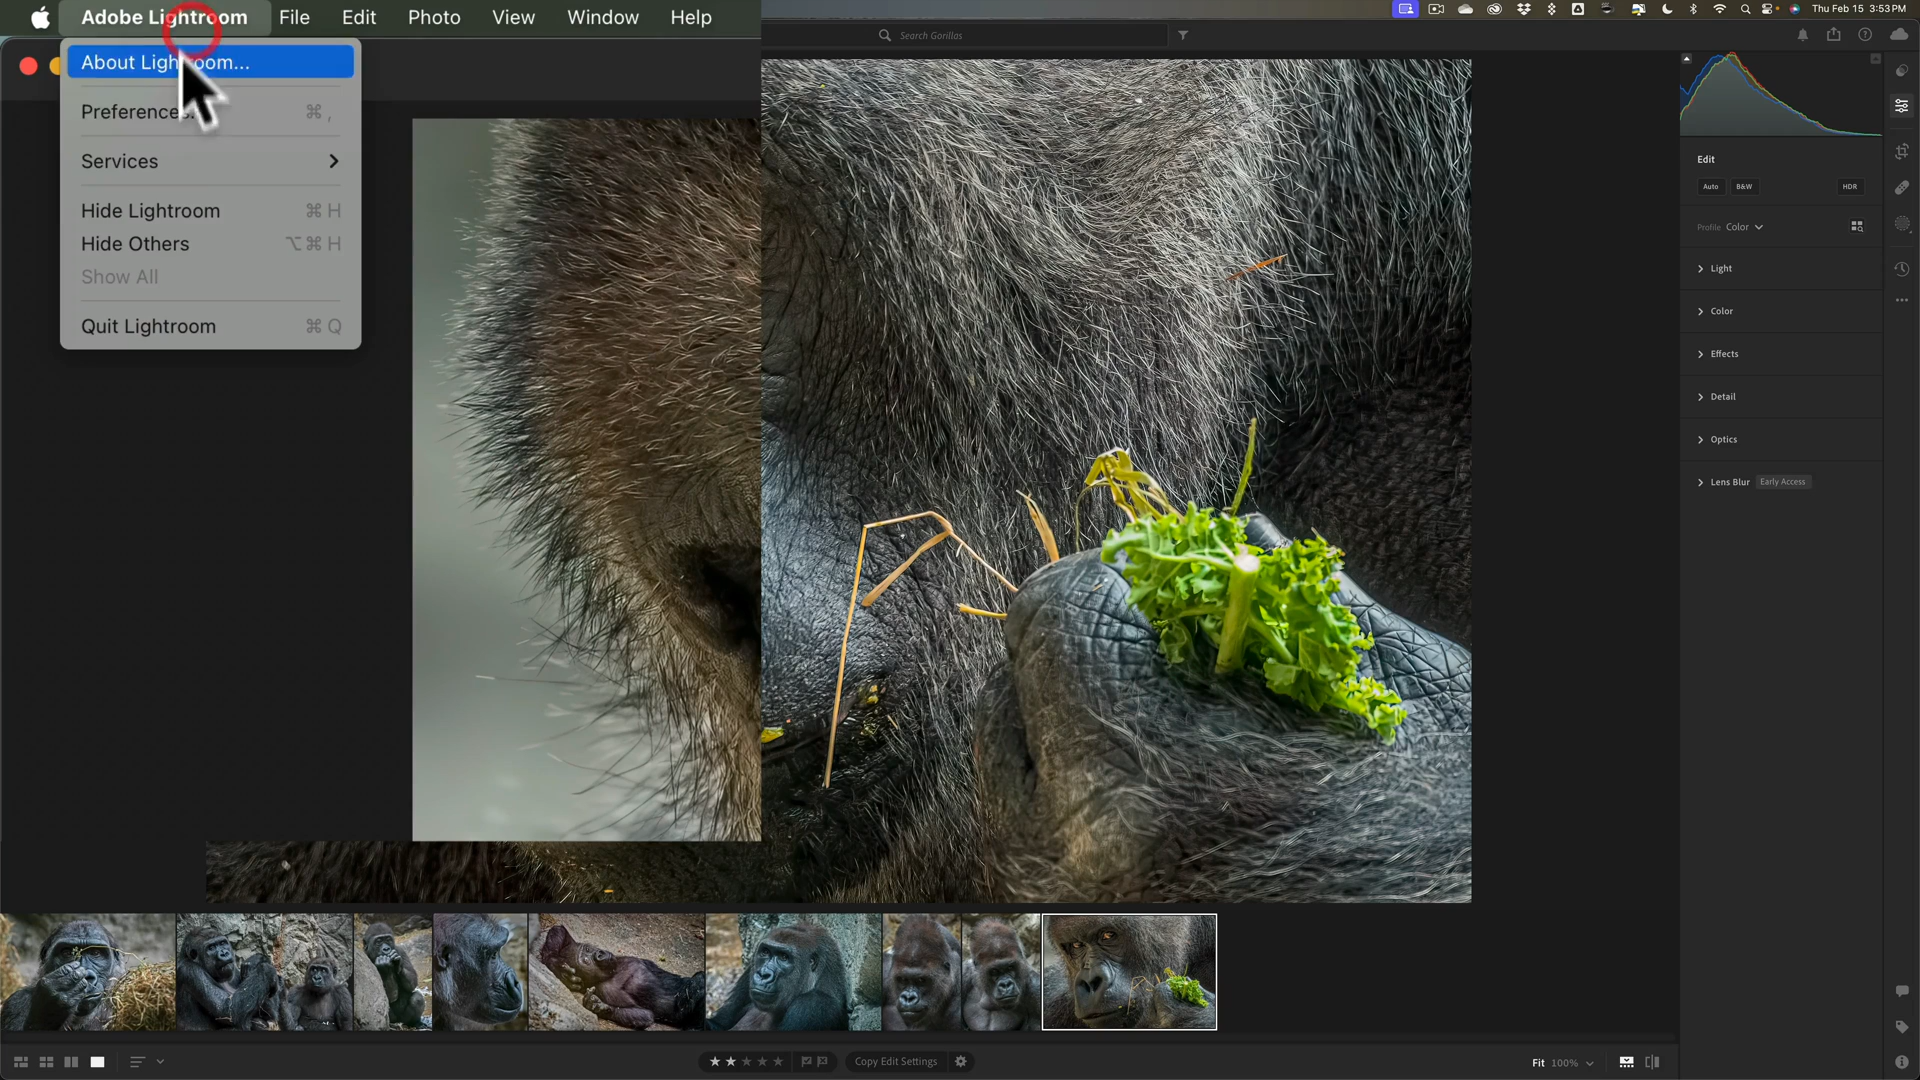 Adobe Lightroom File Edit Photo View Window Help
Thu Feb 15 3:53 PM
Search Gorillas
About Lightroom...
Preferences... ⌘ ,
Services
Hide Lightroom ⌘ H
Hide Others ⌥⌘ H
Show All
Quit Lightroom ⌘ Q
Edit
Auto B&W HDR
Profile Color
Light
Color
Effects
Detail
Optics
Lens Blur Early Access
Copy Edit Settings
Fit 100%